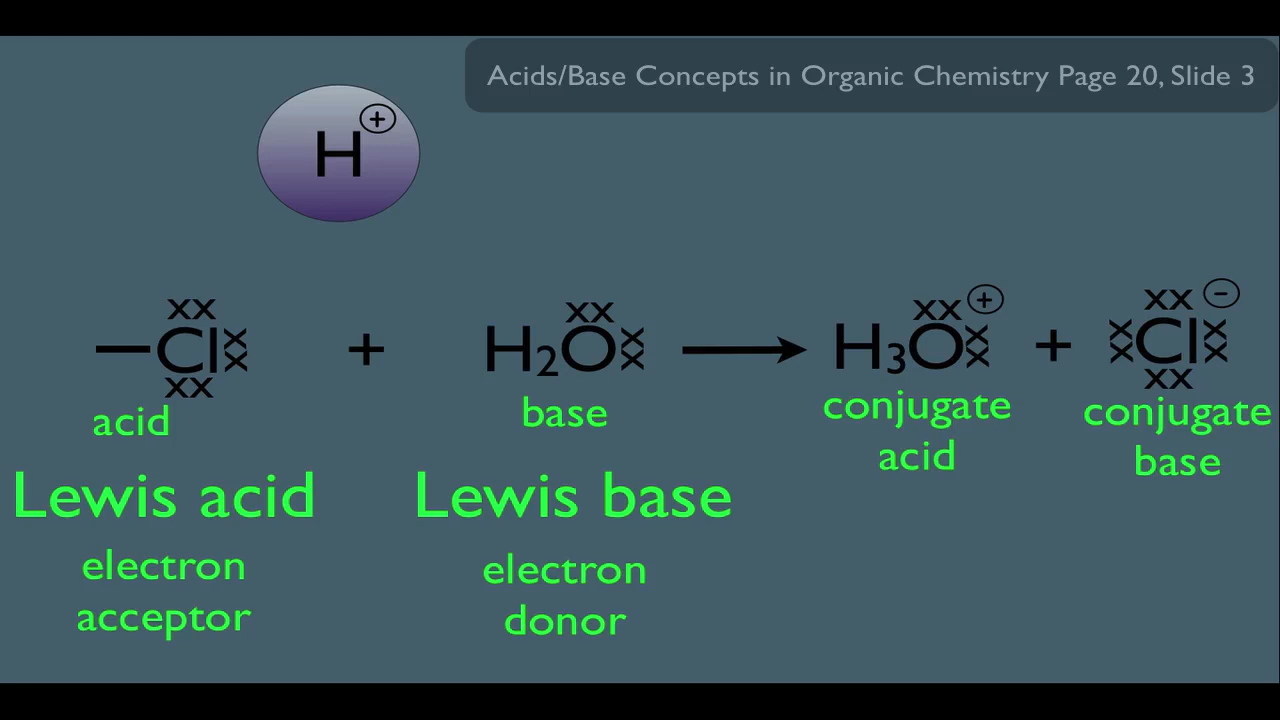 Acids/Base Concepts in Organic Chemistry Page 20, Slide 3
H+
—Cl + H2O → H3O+ + Cl−
acid base conjugate acid conjugate base
Lewis acid Lewis base
electron acceptor electron donor